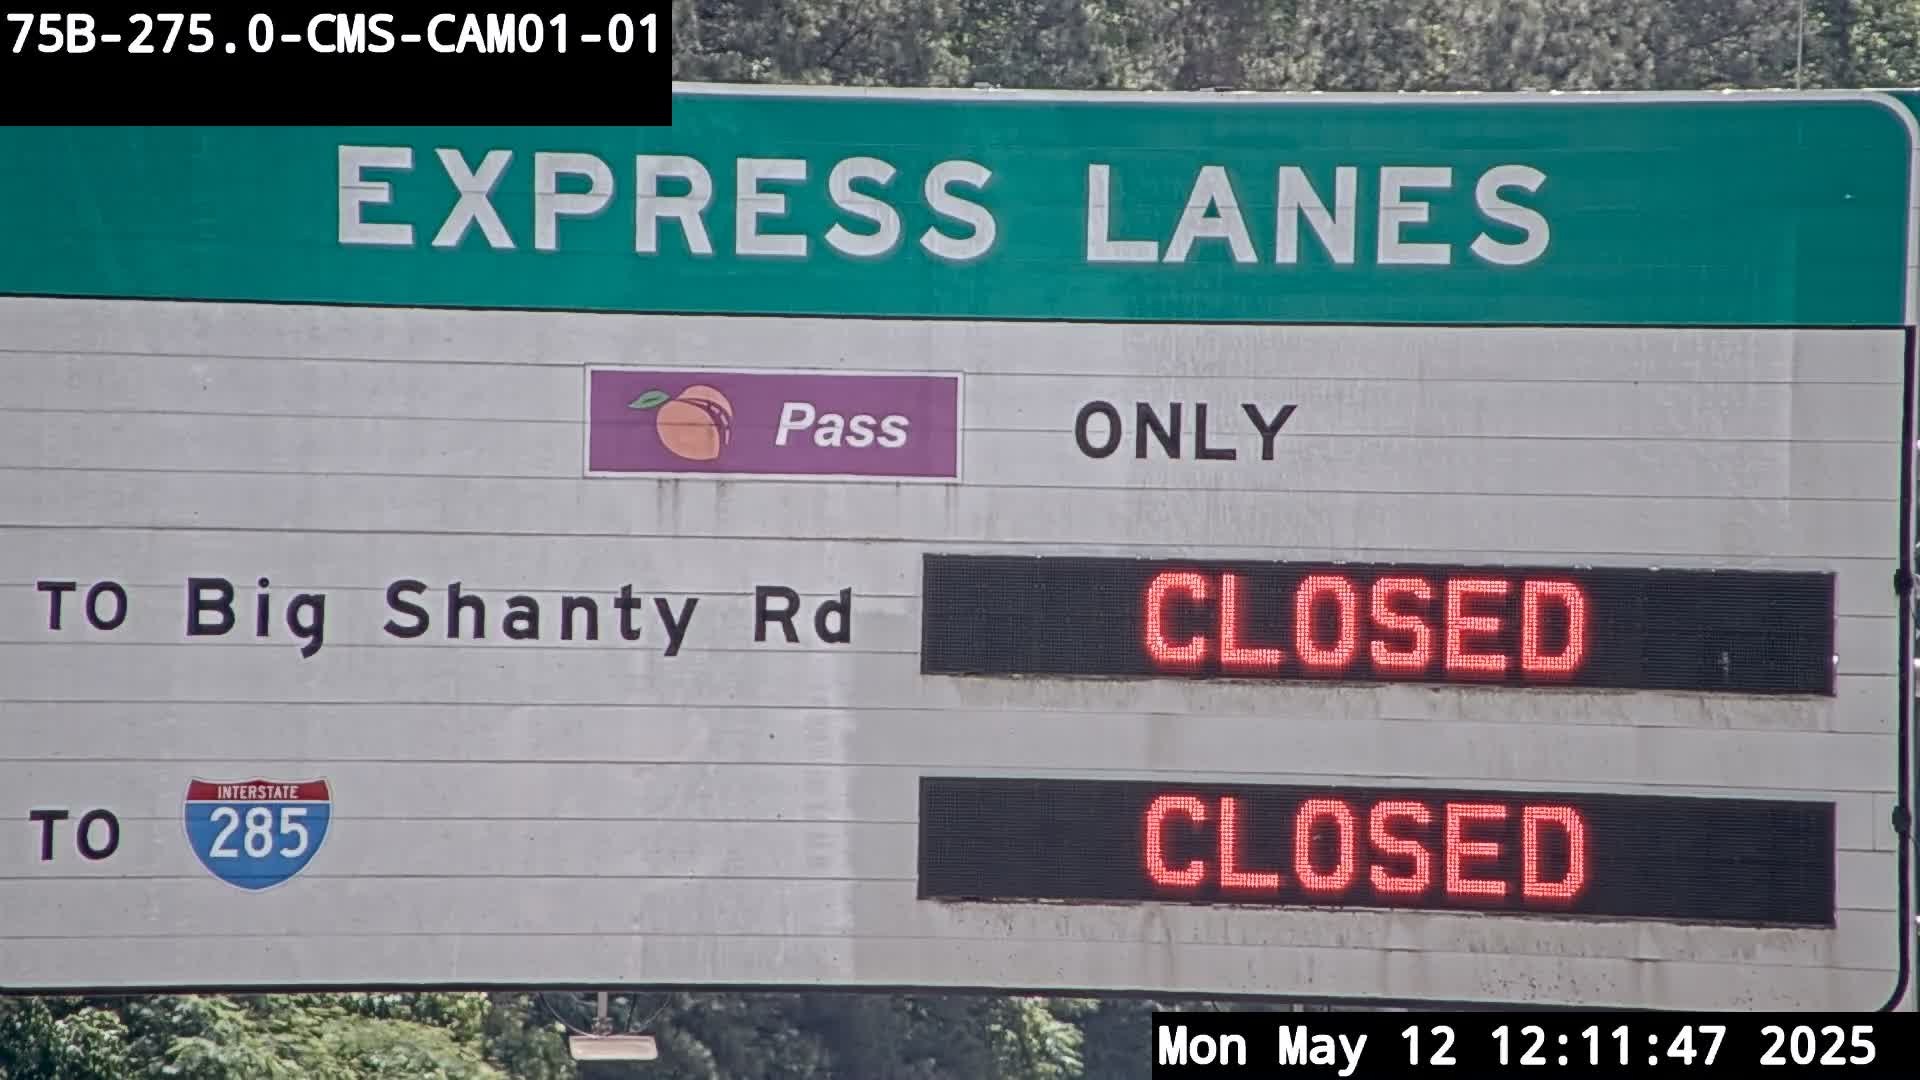 75B-275.0-CMS-CAM01-01
EXPRESS LANES
Pass ONLY
TO Big Shanty Rd CLOSED
TO INTERSTATE 285 CLOSED
Mon May 12 12:11:47 2025